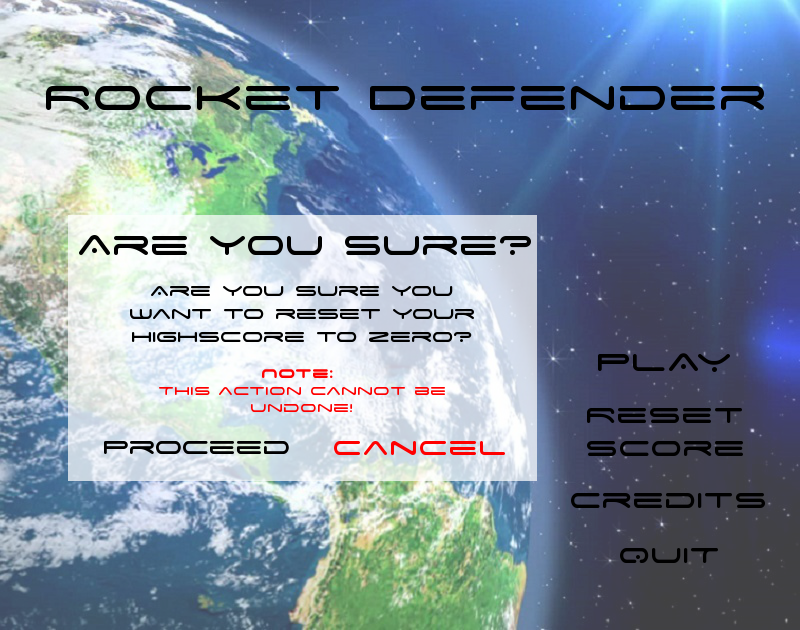 ROCKET DEFENDER
ARE YOU SURE?
ARE YOU SURE YOU
WANT TO RESET YOUR
HIGHSCORE TO ZERO?
NOTE:
THIS ACTION CANNOT BE
UNDONE!
PROCEED CANCEL
PLAY
RESET
SCORE
CREDITS
QUIT